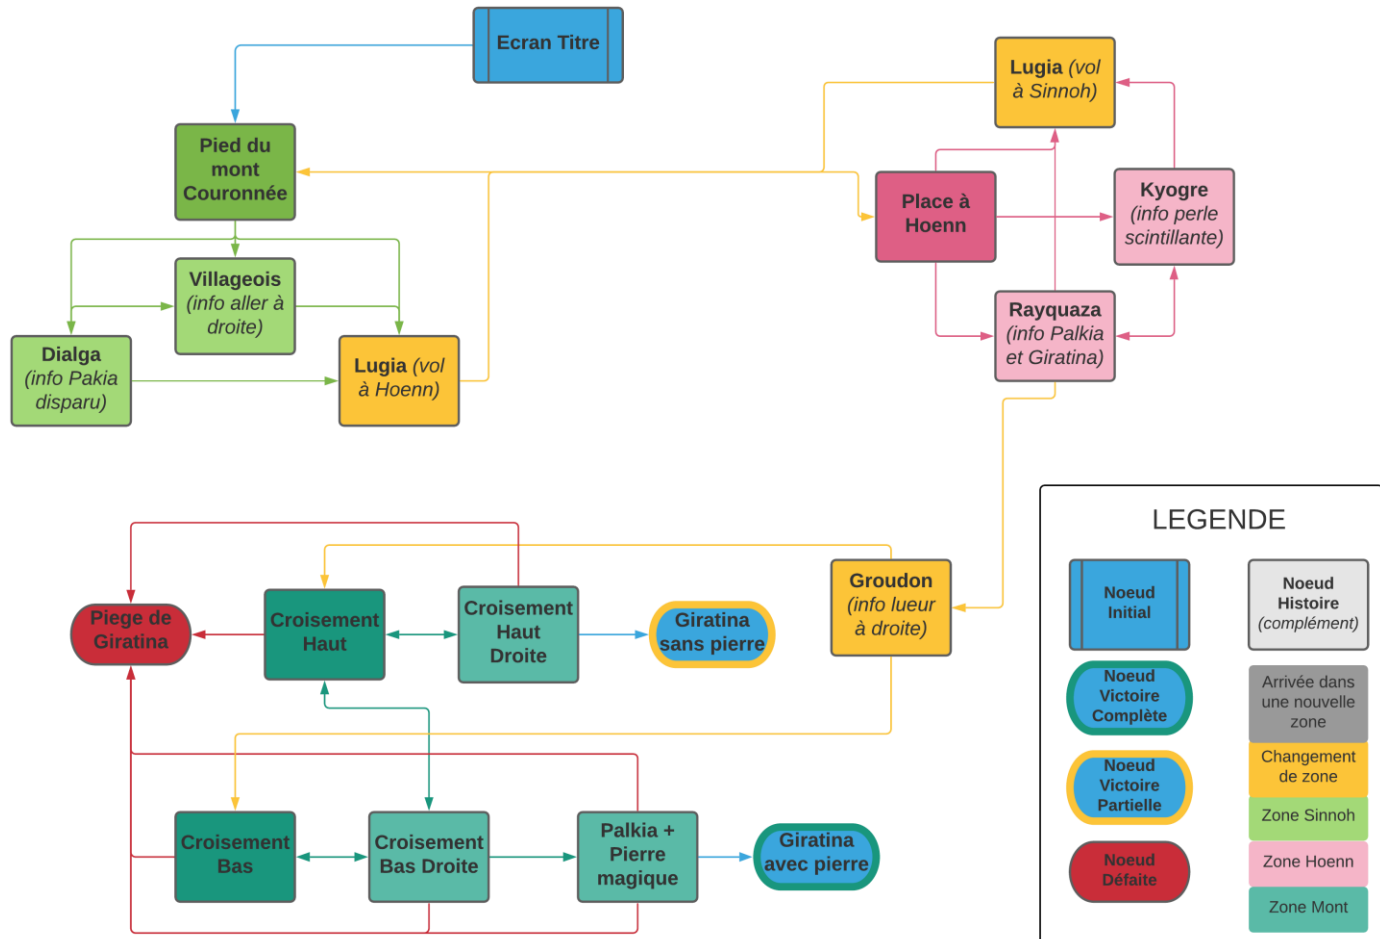 Ecran Titre
Lugia (vol
à Sinnoh)
Pied du
mont
Couronnée
Place à
Hoenn
Kyogre
(info perle
scintillante)
Villageois
(info aller à
droite)
Rayquaza
(info Palkia
et Giratina)
Dialga
(info Pakia
disparu)
Lugia (vol
à Hoenn)
Piege de
Giratina
Croisement
Haut
Croisement
Haut
Droite
Giratina
sans pierre
Groudon
(info lueur
à droite)
Croisement
Bas
Croisement
Bas Droite
Palkia +
Pierre
magique
Giratina
avec pierre
LEGENDE
Noeud
Initial
Noeud
Histoire
(complément)
Noeud
Victoire
Complète
Arrivée dans
une nouvelle
zone
Noeud
Victoire
Partielle
Changement
de zone
Zone Sinnoh
Noeud
Défaite
Zone Hoenn
Zone Mont